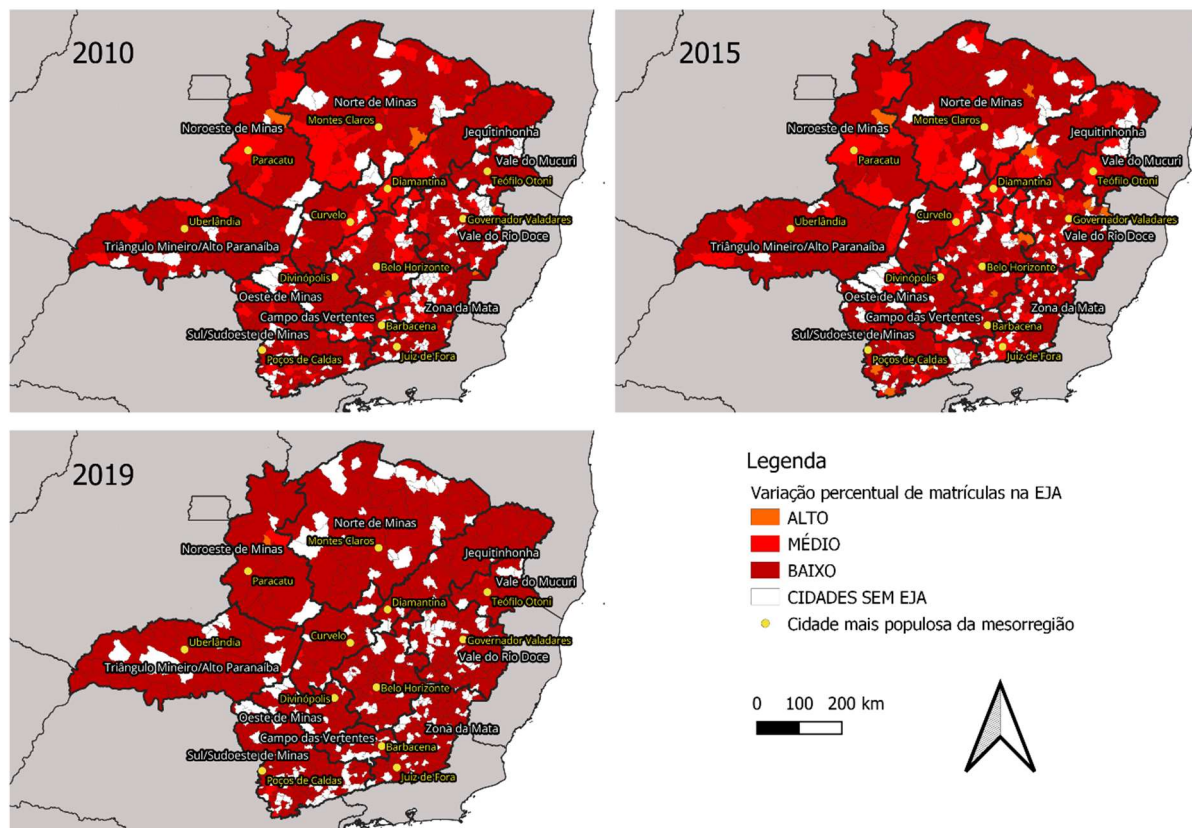 2010
Norte de Minas
Montes Claros
Noroeste de Minas
Jequitinhonha
Paracatu
Vale do Mucuri
Teófilo Otoni
Diamantina
Uberlândia
Curvelo
Governador Valadares
Triângulo Mineiro/Alto Paranaíba
Vale do Rio Doce
Divinópolis
Belo Horizonte
Oeste de Minas
Zona da Mata
Campo das Vertentes
Barbacena
Sul/Sudoeste de Minas
Poços de Caldas
Juiz de Fora
2015
Norte de Minas
Montes Claros
Noroeste de Minas
Jequitinhonha
Paracatu
Vale do Mucuri
Teófilo Otoni
Diamantina
Uberlândia
Curvelo
Governador Valadares
Triângulo Mineiro/Alto Paranaíba
Vale do Rio Doce
Divinópolis
Belo Horizonte
Oeste de Minas
Zona da Mata
Campo das Vertentes
Barbacena
Sul/Sudoeste de Minas
Poços de Caldas
Juiz de Fora
2019
Norte de Minas
Montes Claros
Noroeste de Minas
Jequitinhonha
Paracatu
Vale do Mucuri
Teófilo Otoni
Diamantina
Uberlândia
Curvelo
Governador Valadares
Triângulo Mineiro/Alto Paranaíba
Vale do Rio Doce
Divinópolis
Belo Horizonte
Oeste de Minas
Zona da Mata
Campo das Vertentes
Barbacena
Sul/Sudoeste de Minas
Poços de Caldas
Juiz de Fora
Legenda
Variação percentual de matrículas na EJA
ALTO
MÉDIO
BAIXO
CIDADES SEM EJA
Cidade mais populosa da mesorregião
0 100 200 km